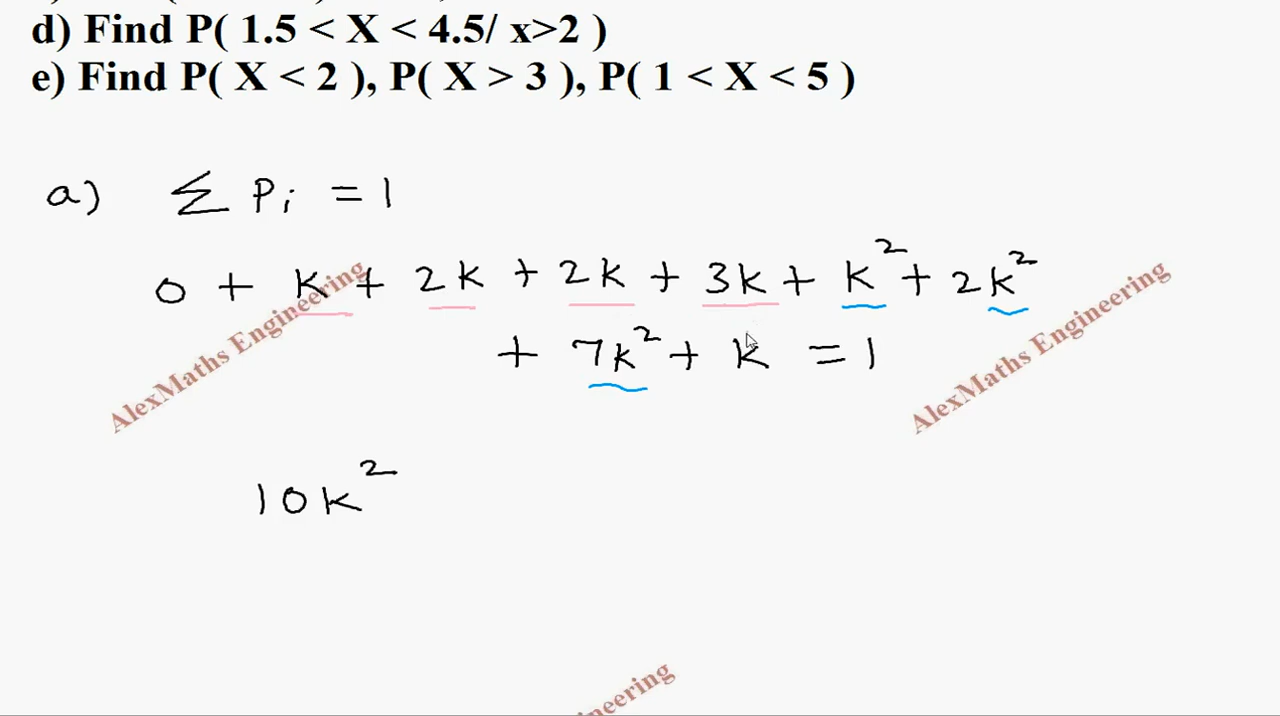 d) Find P( 1.5 < X < 4.5/ x>2 )
e) Find P( X < 2 ), P( X > 3 ), P( 1 < X < 5 )
a) Σ Pi = 1
0 + k + 2k + 2k + 3k + k² + 2k²
+ 7k² + k = 1
AlexMaths Engineering
AlexMaths Engineering
10k²
neering